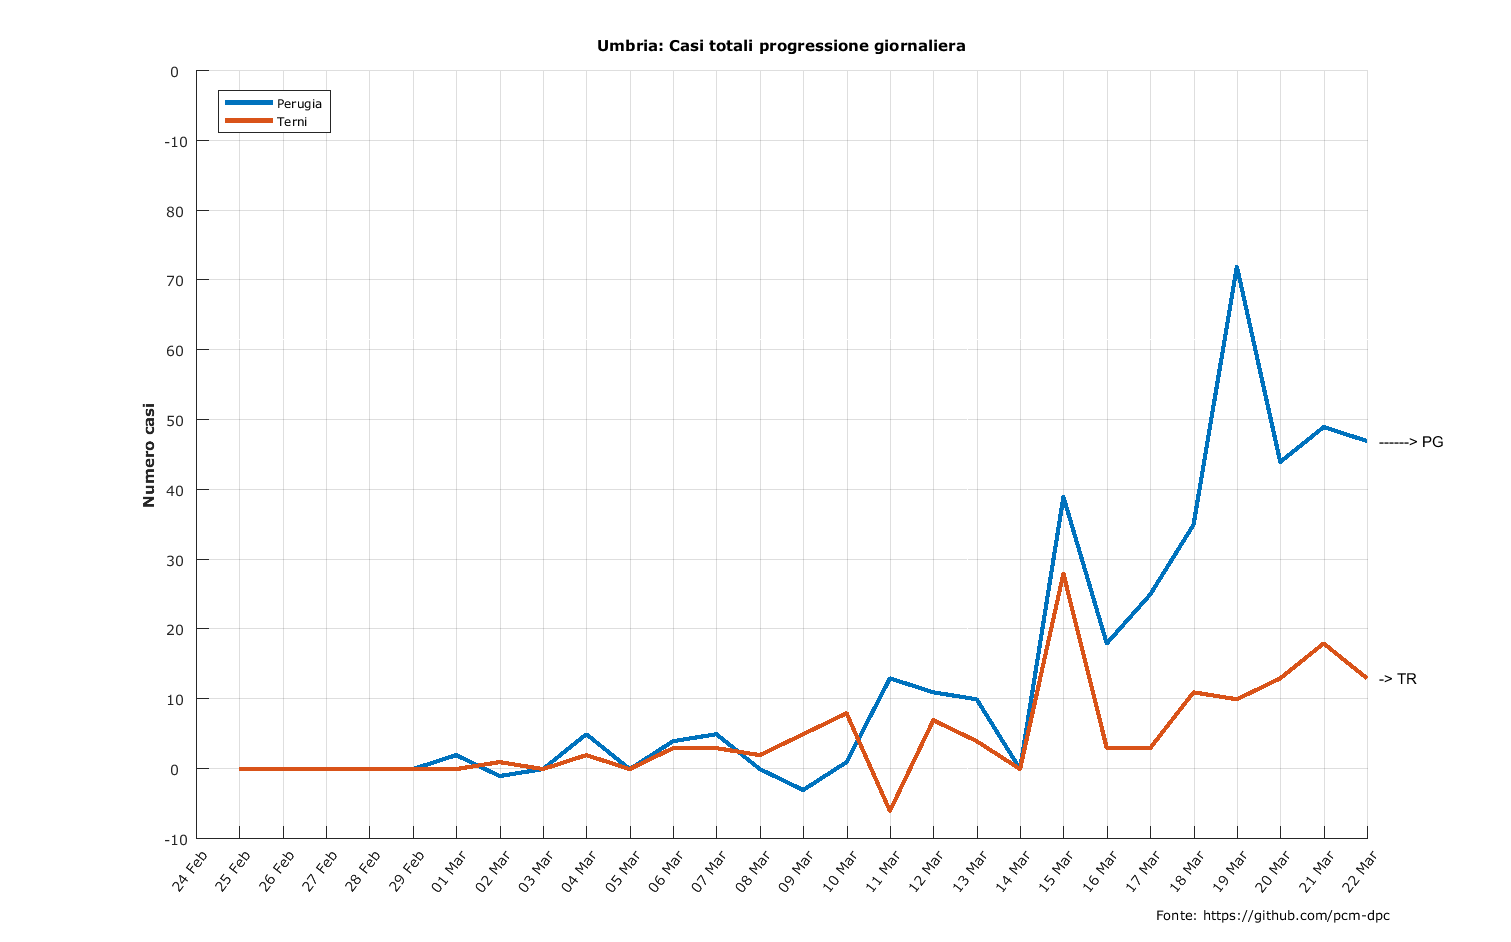 Umbria: Casi totali progressione giornaliera
0
-10
80
70
60
50
40
30
20
10
0
-10
Numero casi
Perugia
Terni
------> PG
-> TR
24 Feb
25 Feb
26 Feb
27 Feb
28 Feb
29 Feb
01 Mar
02 Mar
03 Mar
04 Mar
05 Mar
06 Mar
07 Mar
08 Mar
09 Mar
10 Mar
11 Mar
12 Mar
13 Mar
14 Mar
15 Mar
16 Mar
17 Mar
18 Mar
19 Mar
20 Mar
21 Mar
22 Mar
Fonte: https://github.com/pcm-dpc